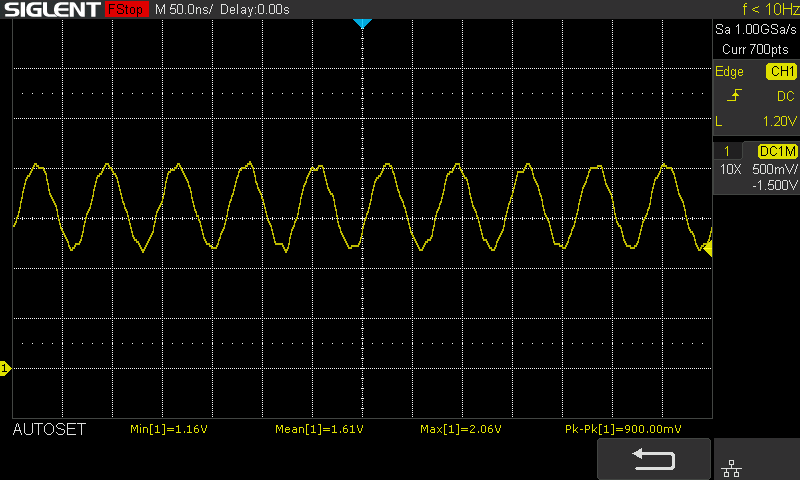 SIGLENT FStop M 50.0ns/ Delay:0.00s f < 10Hz
Sa 1.00GSa/s
Curr 700pts
Edge CH1
DC
L 1.20V
1 DC1M
10X 500mV/
-1.500V
1
AUTOSET Min[1]=1.16V Mean[1]=1.61V Max[1]=2.06V Pk-Pk[1]=900.00mV